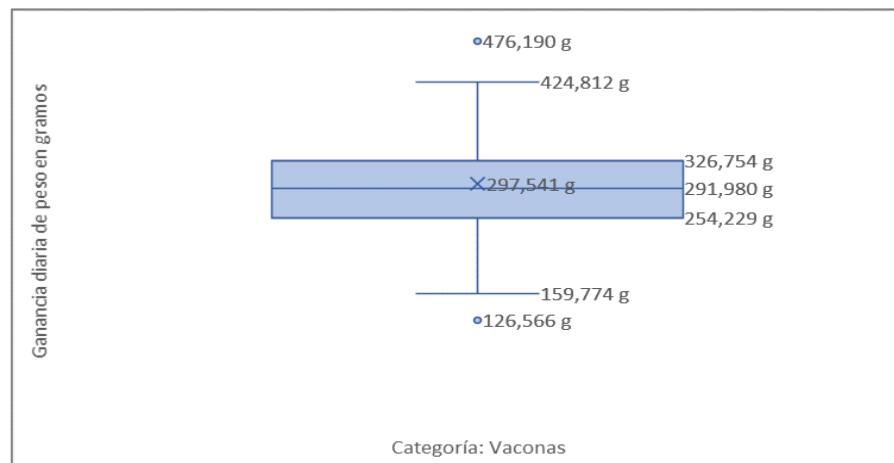 476,190 g
424,812 g
326,754 g
297,541 g
291,980 g
254,229 g
159,774 g
126,566 g
Ganancia diaria de peso en gramos
Categoría: Vaconas